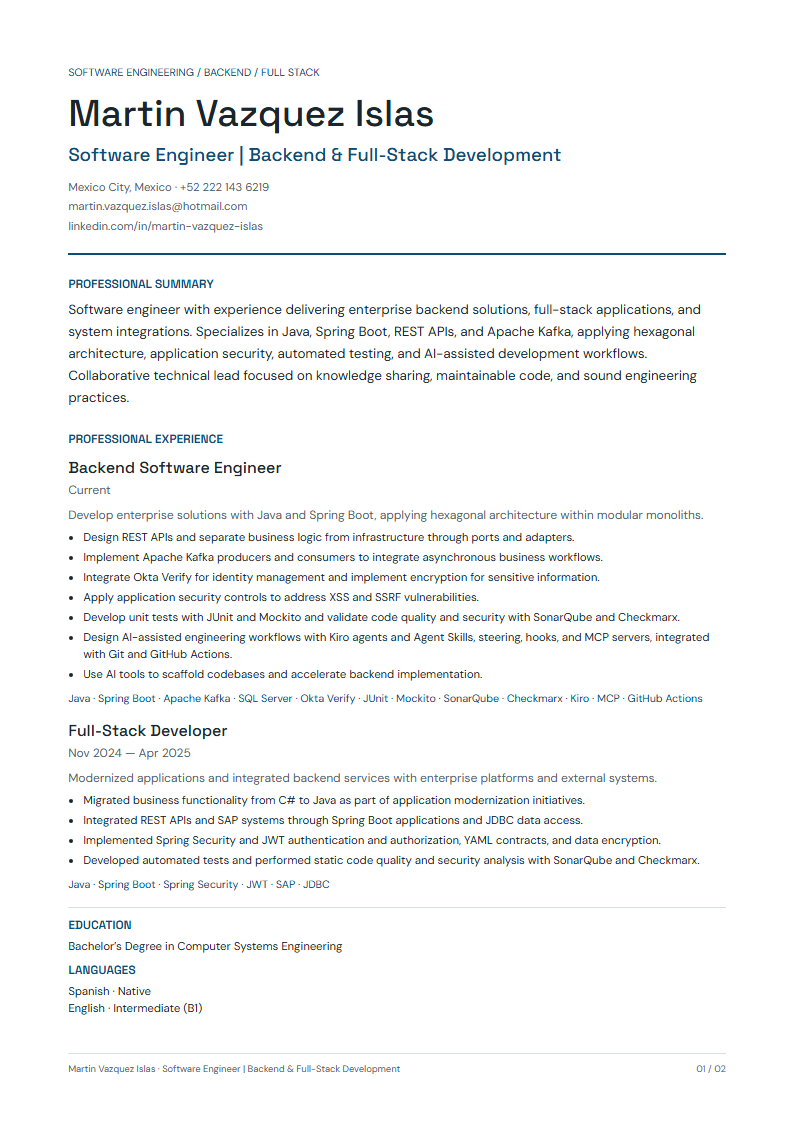 SOFTWARE ENGINEERING / BACKEND / FULL STACK
Martin Vazquez Islas
Software Engineer | Backend & Full-Stack Development
Mexico City, Mexico · +52 222 143 6219
martin.vazquez.islas@hotmail.com
linkedin.com/in/martin-vazquez-islas
PROFESSIONAL SUMMARY
Software engineer with experience delivering enterprise backend solutions, full-stack applications, and
system integrations. Specializes in Java, Spring Boot, REST APIs, and Apache Kafka, applying hexagonal
architecture, application security, automated testing, and AI-assisted development workflows.
Collaborative technical lead focused on knowledge sharing, maintainable code, and sound engineering
practices.
PROFESSIONAL EXPERIENCE
Backend Software Engineer
Current
Develop enterprise solutions with Java and Spring Boot, applying hexagonal architecture within modular monoliths.
• Design REST APIs and separate business logic from infrastructure through ports and adapters.
• Implement Apache Kafka producers and consumers to integrate asynchronous business workflows.
• Integrate Okta Verify for identity management and implement encryption for sensitive information.
• Apply application security controls to address XSS and SSRF vulnerabilities.
• Develop unit tests with JUnit and Mockito and validate code quality and security with SonarQube and Checkmarx.
• Design AI-assisted engineering workflows with Kiro agents and Agent Skills, steering, hooks, and MCP servers, integrated
with Git and GitHub Actions.
• Use AI tools to scaffold codebases and accelerate backend implementation.
Java · Spring Boot · Apache Kafka · SQL Server · Okta Verify · JUnit · Mockito · SonarQube · Checkmarx · Kiro · MCP · GitHub Actions
Full-Stack Developer
Nov 2024 — Apr 2025
Modernized applications and integrated backend services with enterprise platforms and external systems.
• Migrated business functionality from C# to Java as part of application modernization initiatives.
• Integrated REST APIs and SAP systems through Spring Boot applications and JDBC data access.
• Implemented Spring Security and JWT authentication and authorization, YAML contracts, and data encryption.
• Developed automated tests and performed static code quality and security analysis with SonarQube and Checkmarx.
Java · Spring Boot · Spring Security · JWT · SAP · JDBC
EDUCATION
Bachelor's Degree in Computer Systems Engineering
LANGUAGES
Spanish · Native
English · Intermediate (B1)
Martin Vazquez Islas · Software Engineer | Backend & Full-Stack Development
01 / 02